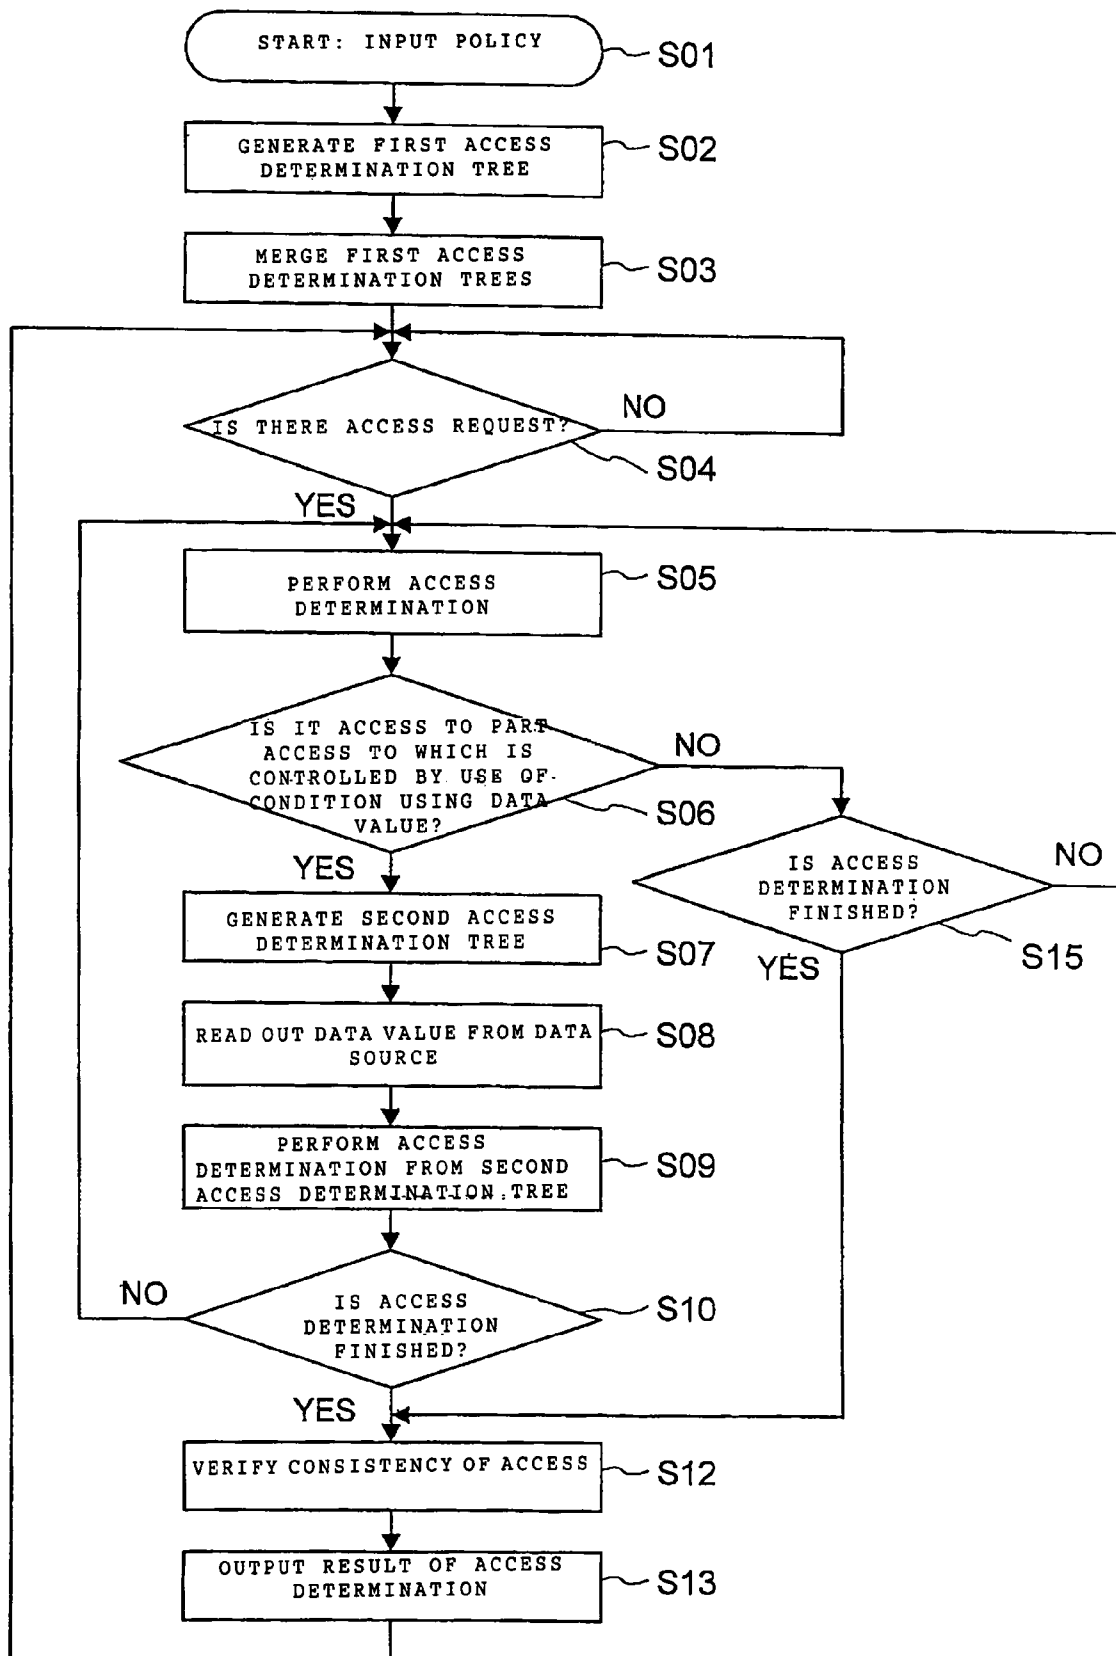 START: INPUT POLICY
S01
GENERATE FIRST ACCESS
DETERMINATION TREE
S02
MERGE FIRST ACCESS
DETERMINATION TREES
S03
IS THERE ACCESS REQUEST?
NO
S04
YES
PERFORM ACCESS
DETERMINATION
S05
IS IT ACCESS TO PART
ACCESS TO WHICH IS
CONTROLLED BY USE OF
CONDITION USING DATA
VALUE?
NO
S06
YES
IS ACCESS
DETERMINATION
FINISHED?
NO
S15
YES
GENERATE SECOND ACCESS
DETERMINATION TREE
S07
READ OUT DATA VALUE FROM DATA
SOURCE
S08
PERFORM ACCESS
DETERMINATION FROM SECOND
ACCESS DETERMINATION TREE
S09
NO
IS ACCESS
DETERMINATION
FINISHED?
S10
YES
VERIFY CONSISTENCY OF ACCESS
S12
OUTPUT RESULT OF ACCESS
DETERMINATION
S13